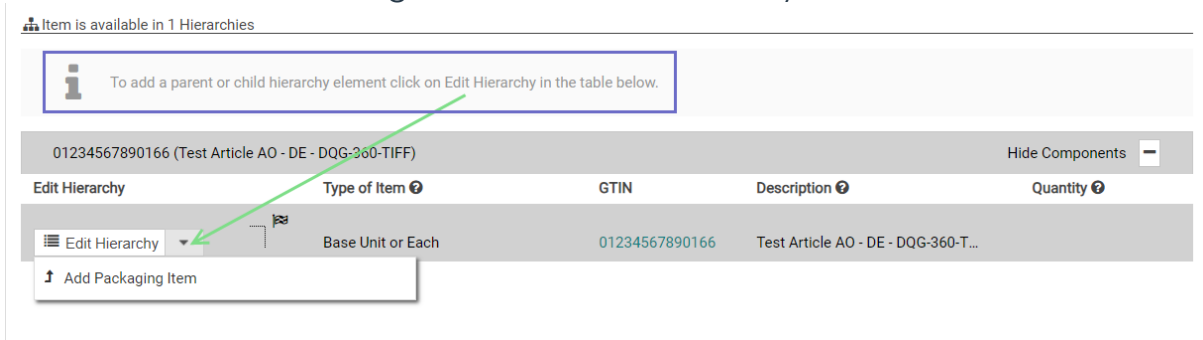 Item is available in 1 Hierarchies
To add a parent or child hierarchy element click on Edit Hierarchy in the table below.
01234567890166 (Test Article AO - DE - DQG-360-TIFF) Hide Components
Edit Hierarchy Type of Item GTIN Description Quantity
Edit Hierarchy Base Unit or Each 01234567890166 Test Article AO - DE - DQG-360-T...
Add Packaging Item